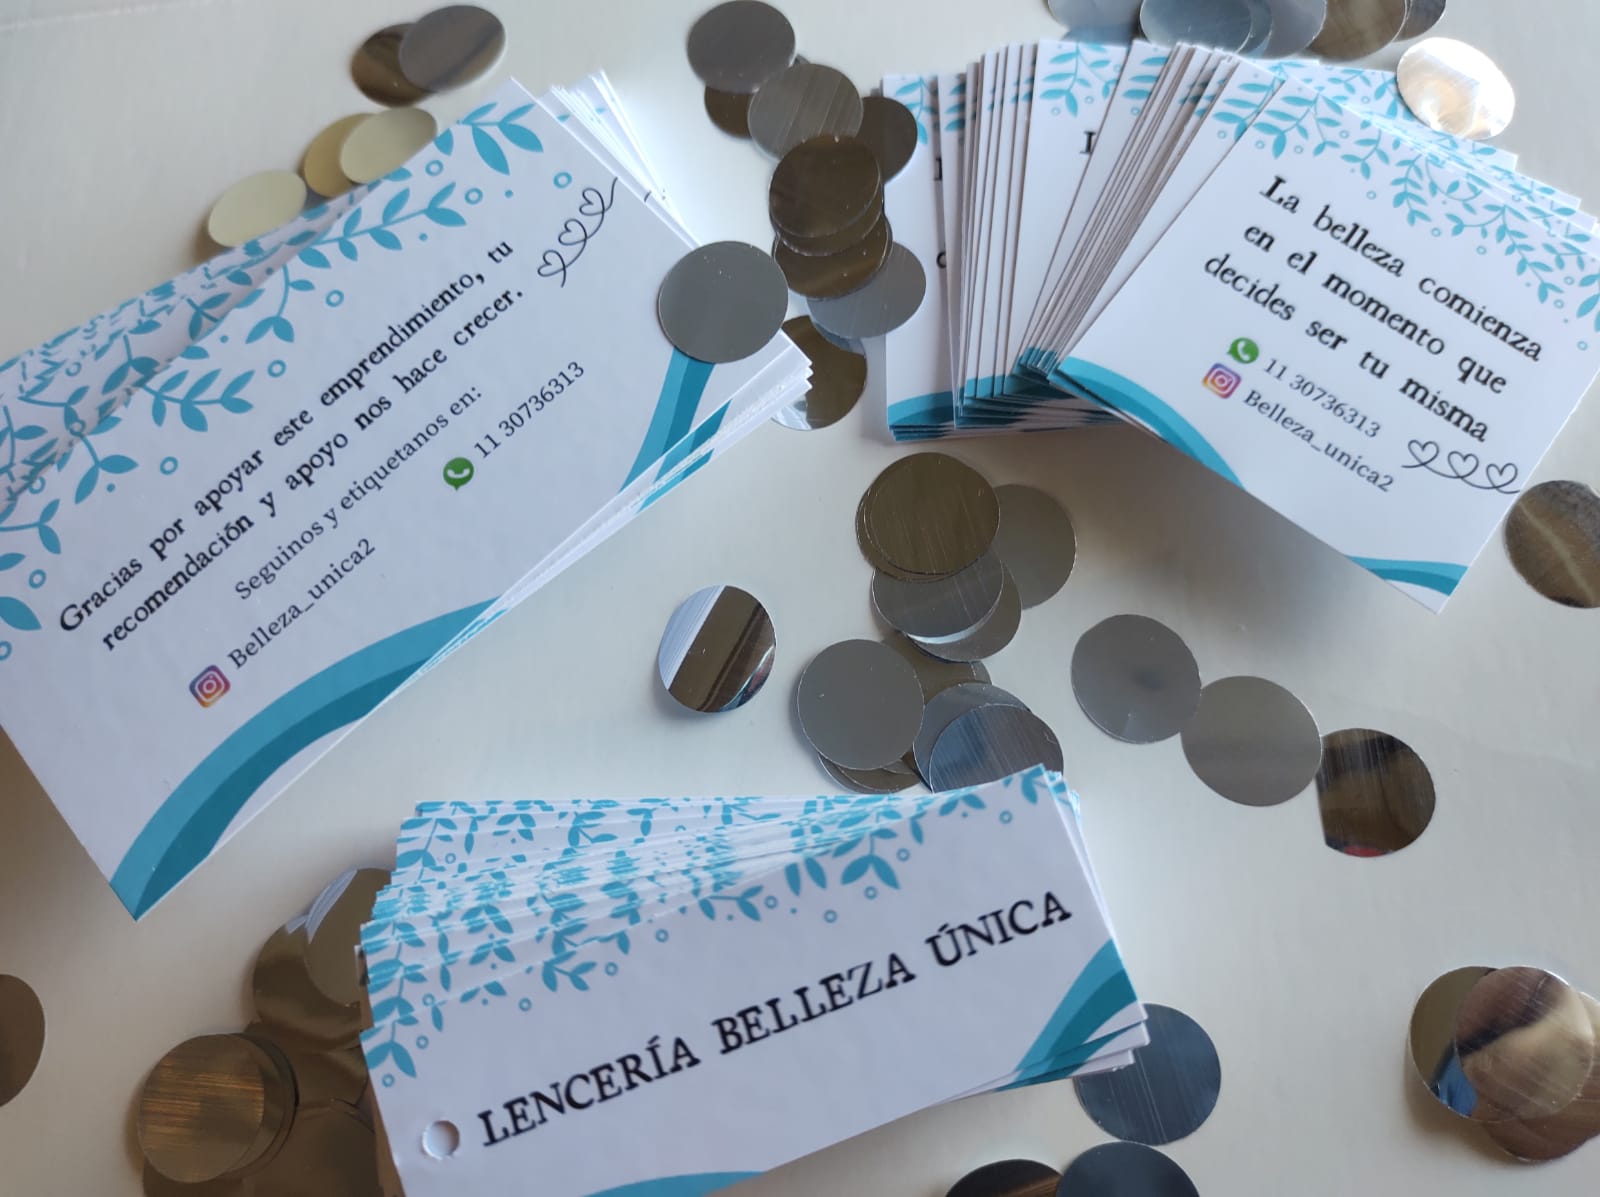 Gracias por apoyar este emprendimiento, tu
recomendación y apoyo nos hace crecer.
Seguinos y etiquetanos en:
Belleza_unica2
11 30736313
La belleza comienza
en el momento que
decides ser tu misma
11 30736313
Belleza_unica2
LENCERÍA BELLEZA ÚNICA